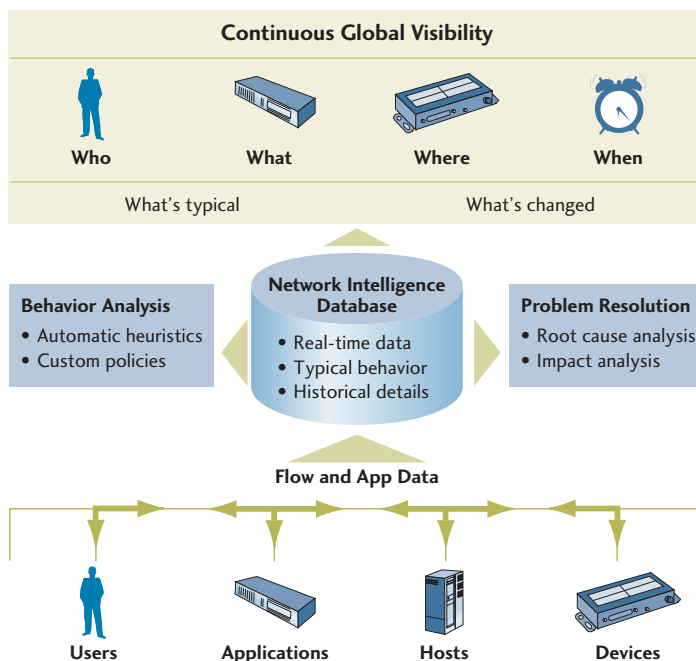 Continuous Global Visibility
Who
What
Where
When
What's typical
What's changed
Network Intelligence
Database
• Real-time data
• Typical behavior
• Historical details
Behavior Analysis
• Automatic heuristics
• Custom policies
Problem Resolution
• Root cause analysis
• Impact analysis
Flow and App Data
Users
Applications
Hosts
Devices